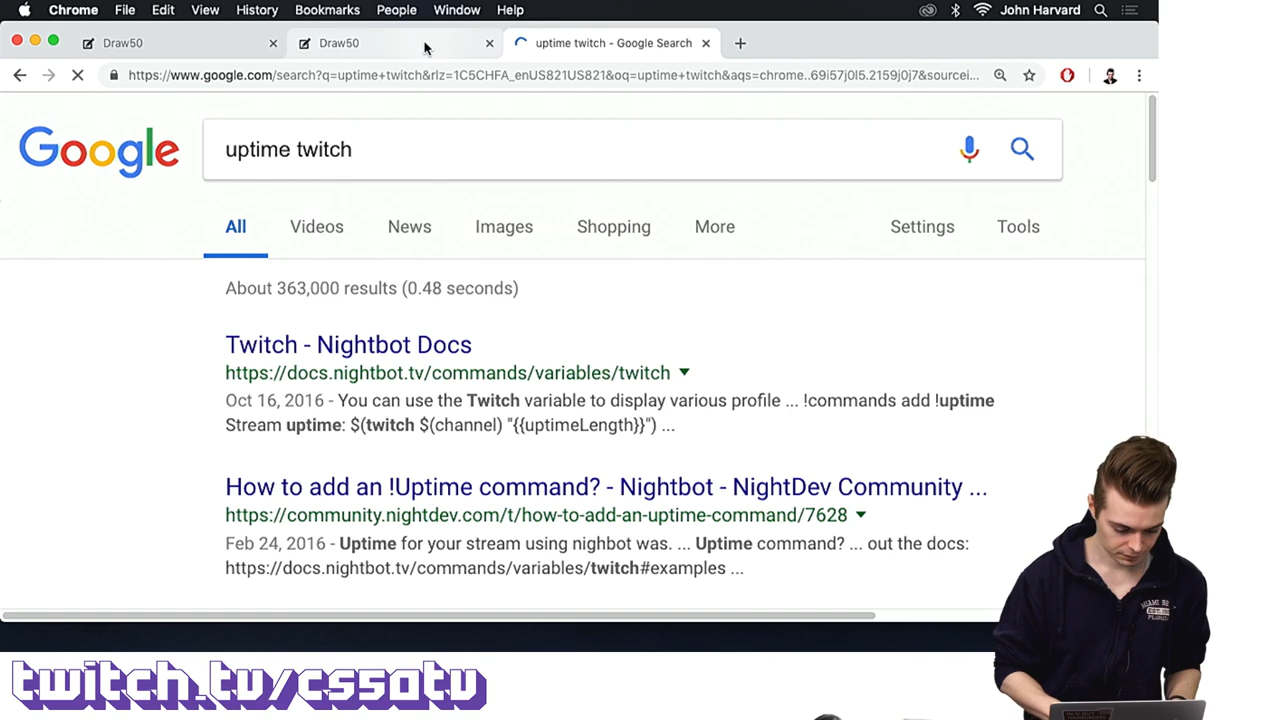 Chrome File Edit View History Bookmarks People Window Help John Harvard
Draw50 Draw50 uptime twitch - Google Search
https://www.google.com/search?q=uptime+twitch&rlz=1C5CHFA_enUS821US821&oq=uptime+twitch&aqs=chrome..69i57j0l5.2159j0j7&sourcei...
Google uptime twitch
All Videos News Images Shopping More Settings Tools
About 363,000 results (0.48 seconds)
Twitch - Nightbot Docs
https://docs.nightbot.tv/commands/variables/twitch
Oct 16, 2016 - You can use the Twitch variable to display various profile ... !commands add !uptime
Stream uptime: $(twitch $(channel) "{{uptimeLength}}") ...
How to add an !Uptime command? - Nightbot - NightDev Community ...
https://community.nightdev.com/t/how-to-add-an-uptime-command/7628
Feb 24, 2016 - Uptime for your stream using nighbot was. ... Uptime command? ... out the docs:
https://docs.nightbot.tv/commands/variables/twitch#examples ...
twitch.tv/cs50tv